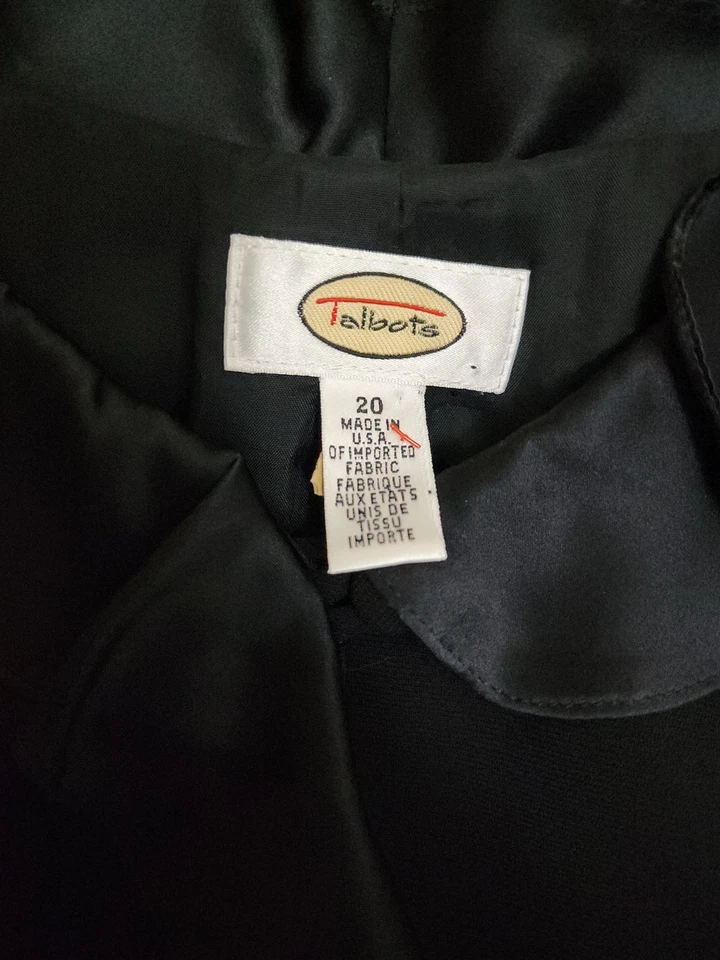 Talbots
20
MADE IN
U.S.A.
OF IMPORTED
FABRIC
FABRIQUE
AUX ETATS
UNIS DE
TISSU
IMPORTE